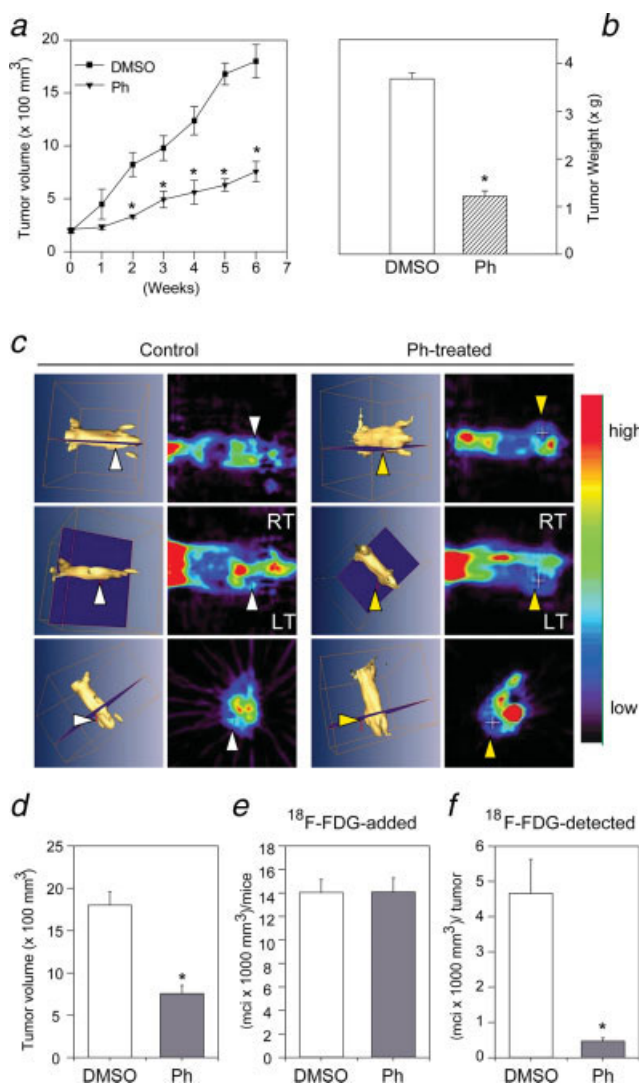 a
b
Tumor volume (x 100 mm³)
20
15
10
5
0
DMSO
Ph
*
*
*
*
*
0 1 2 3 4 5 6 7
(Weeks)
4
3
2
1
0
Tumor Weight (x g)
*
DMSO Ph
c
Control Ph-treated
high
RT RT
LT LT
low
d
Tumor volume (x 100 mm³)
25
20
15
10
5
0
*
DMSO Ph
e
¹⁸F-FDG-added
(mci x 1000 mm³)/mice
16
14
12
10
8
6
4
2
0
DMSO Ph
f
¹⁸F-FDG-detected
(mci x 1000 mm³)/ tumor
6
5
4
3
2
1
0
*
DMSO Ph